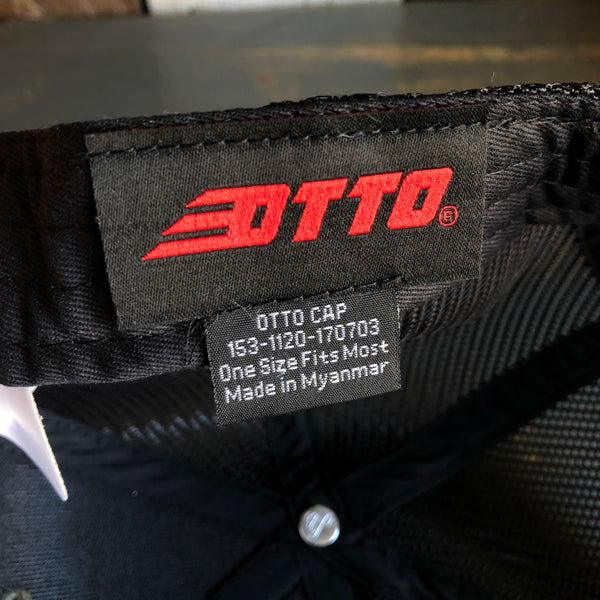 OTTO®
OTTO CAP
153-1120-170703
One Size Fits Most
Made in Myanmar